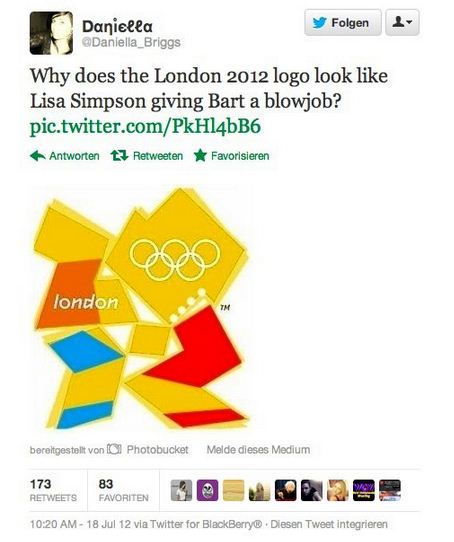 Daηiєℓℓa
@Daniella_Briggs
Folgen
Why does the London 2012 logo look like
Lisa Simpson giving Bart a blowjob?
pic.twitter.com/PkHl4bB6
Antworten Retweeten Favorisieren
london
TM
bereitgestellt von Photobucket Melde dieses Medium
173 83
RETWEETS FAVORITEN
10:20 AM - 18 Jul 12 via Twitter for BlackBerry® · Diesen Tweet integrieren